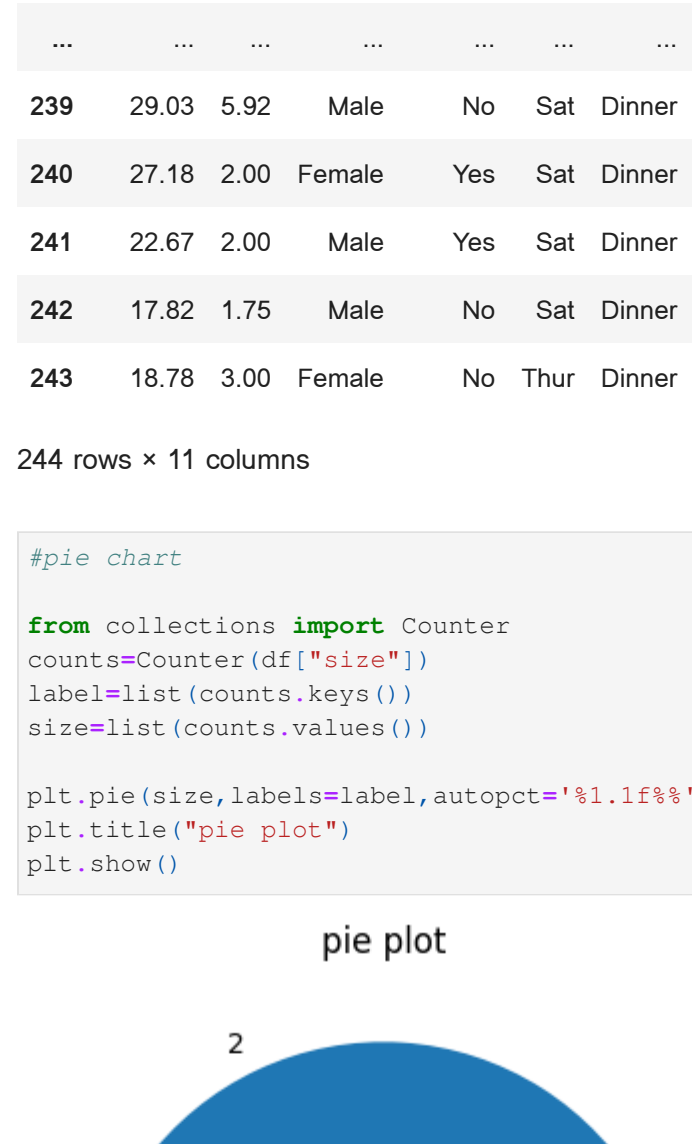 ... ... ... ... ... ... ...
239 29.03 5.92 Male No Sat Dinner
240 27.18 2.00 Female Yes Sat Dinner
241 22.67 2.00 Male Yes Sat Dinner
242 17.82 1.75 Male No Sat Dinner
243 18.78 3.00 Female No Thur Dinner
244 rows × 11 columns
#pie chart
from collections import Counter
counts=Counter(df["size"])
label=list(counts.keys())
size=list(counts.values())
plt.pie(size,labels=label,autopct='%1.1f%%'
plt.title("pie plot")
plt.show()
pie plot
2